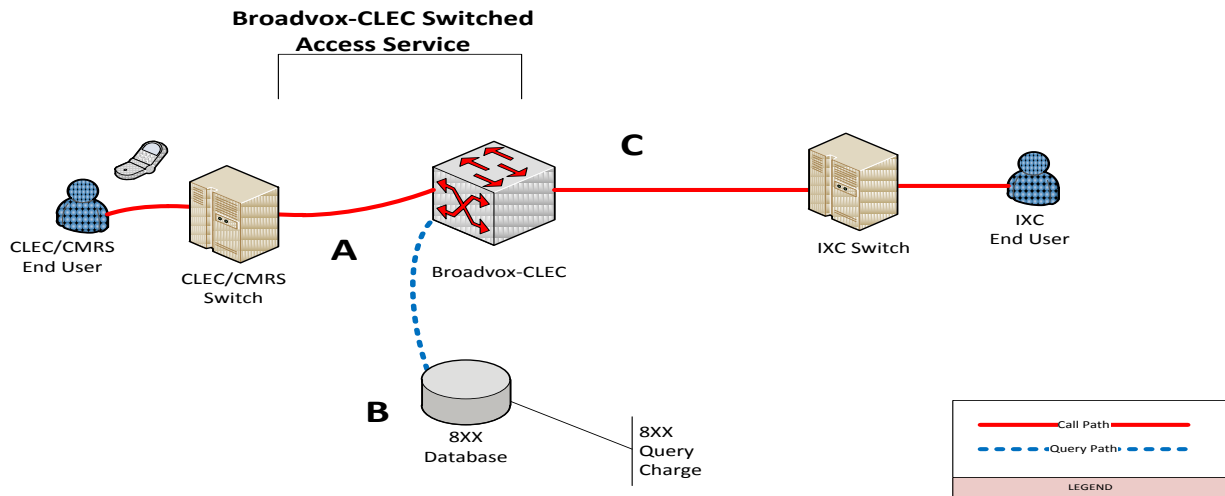 Broadvox-CLEC Switched
Access Service
C
CLEC/CMRS
End User
A
CLEC/CMRS
Switch
Broadvox-CLEC
IXC Switch
IXC
End User
B
8XX
Database
8XX
Query
Charge
Call Path
Query Path
LEGEND